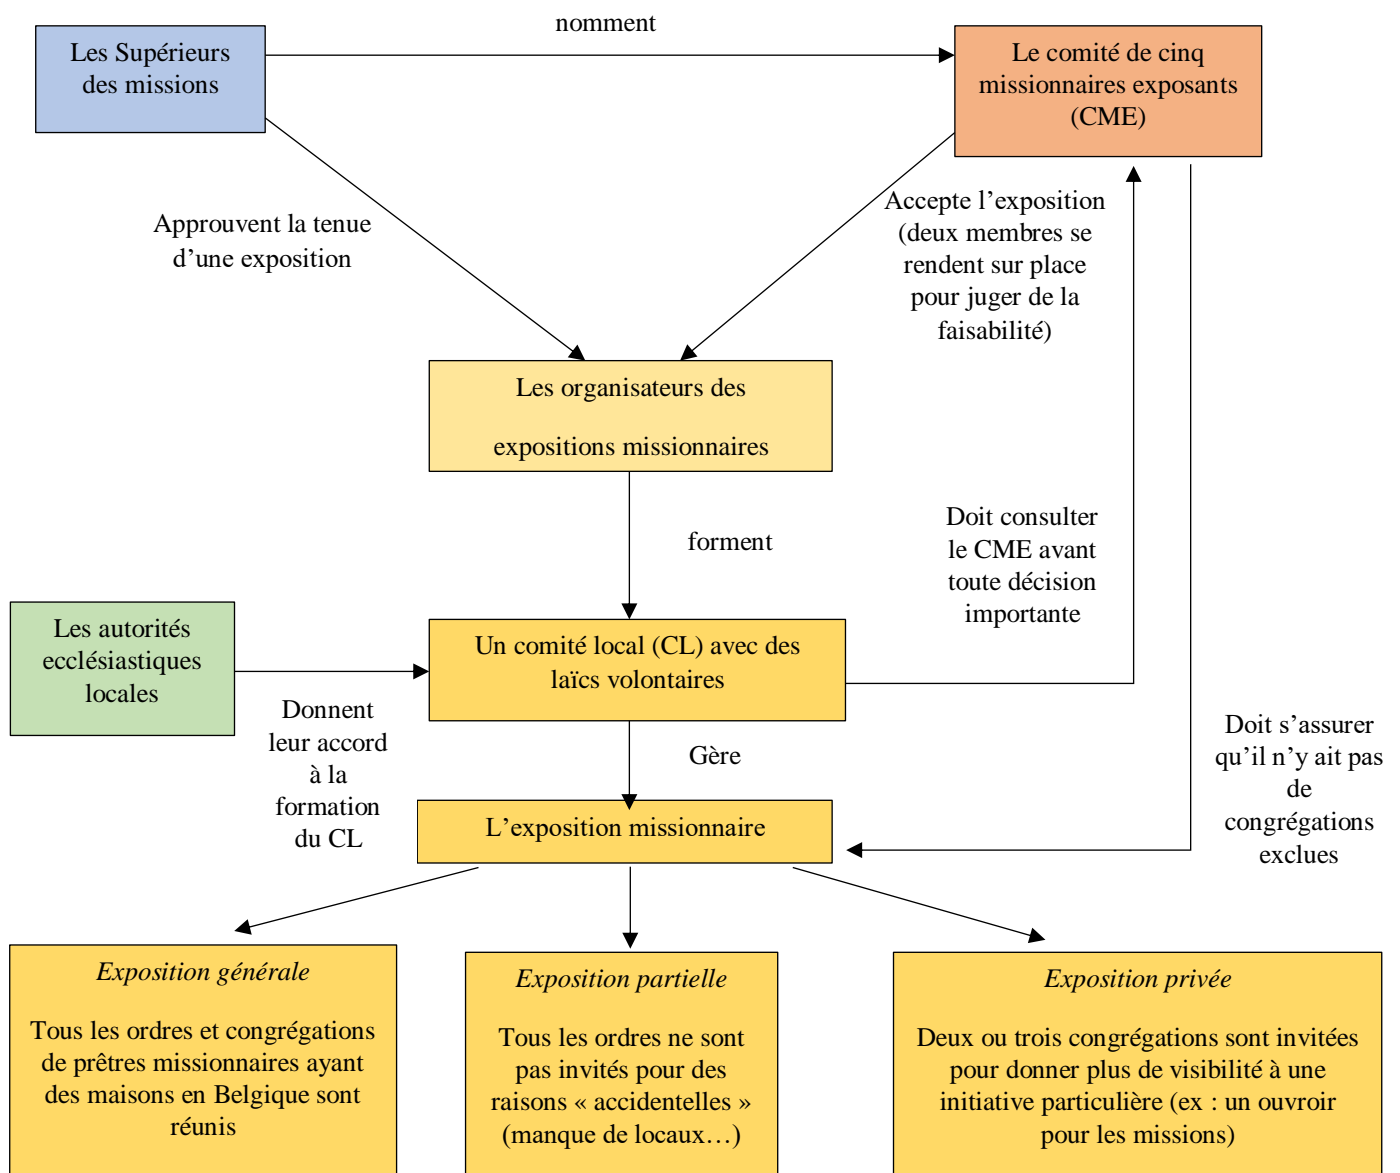 nomment
Les Supérieurs
des missions
Le comité de cinq
missionnaires exposants
(CME)
Approuvent la tenue
d’une exposition
Accepte l’exposition
(deux membres se
rendent sur place
pour juger de la
faisabilité)
Les organisateurs des
expositions missionnaires
forment
Doit consulter
le CME avant
toute décision
importante
Les autorités
ecclésiastiques
locales
Un comité local (CL) avec des
laïcs volontaires
Donnent
leur accord
à la
formation
du CL
Gère
Doit s’assurer
qu’il n’y ait pas
de
congrégations
exclues
L’exposition missionnaire
Exposition générale
Tous les ordres et congrégations
de prêtres missionnaires ayant
des maisons en Belgique sont
réunis
Exposition partielle
Tous les ordres ne sont
pas invités pour des
raisons « accidentelles »
(manque de locaux…)
Exposition privée
Deux ou trois congrégations sont invitées
pour donner plus de visibilité à une
initiative particulière (ex : un ouvroir
pour les missions)